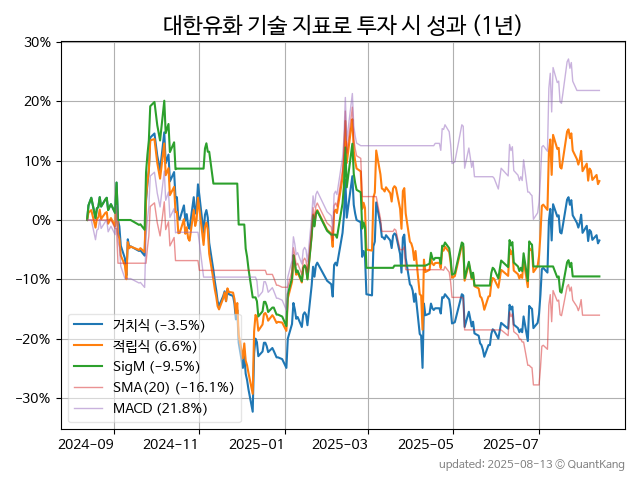 대한유화 기술 지표로 투자 시 성과 (1년)
30%
20%
10%
0%
−10%
−20%
−30%
거치식 (−3.5%)
적립식 (6.6%)
SigM (−9.5%)
SMA(20) (−16.1%)
MACD (21.8%)
2024-09
2024-11
2025-01
2025-03
2025-05
2025-07
updated: 2025-08-13 ⓒ QuantKang